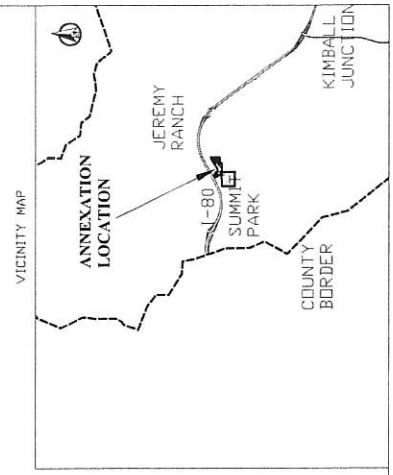 VICINITY MAP
ANNEXATION
LOCATION
JEREMY
RANCH
I-80
SUMMIT
PARK
KIMBALL
JUNCTION
COUNTY
BORDER